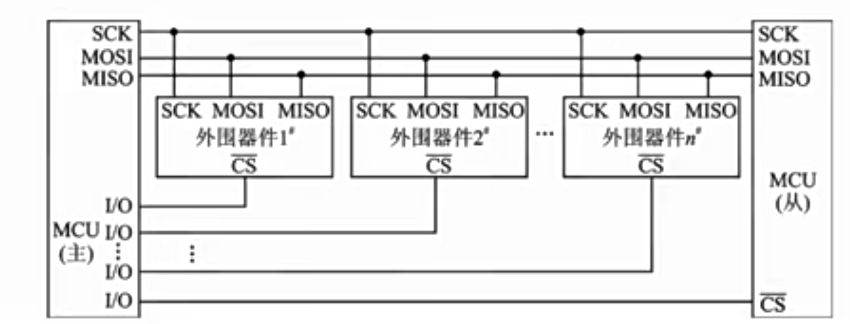 SCK SCK
MOSI MOSI
MISO MISO
SCK MOSI MISO SCK MOSI MISO SCK MOSI MISO
外围器件1# 外围器件2# … 外围器件n#
CS CS CS
MCU
(从)
I/O
MCU I/O
(主) ⋮ ⋮
I/O
I/O CS